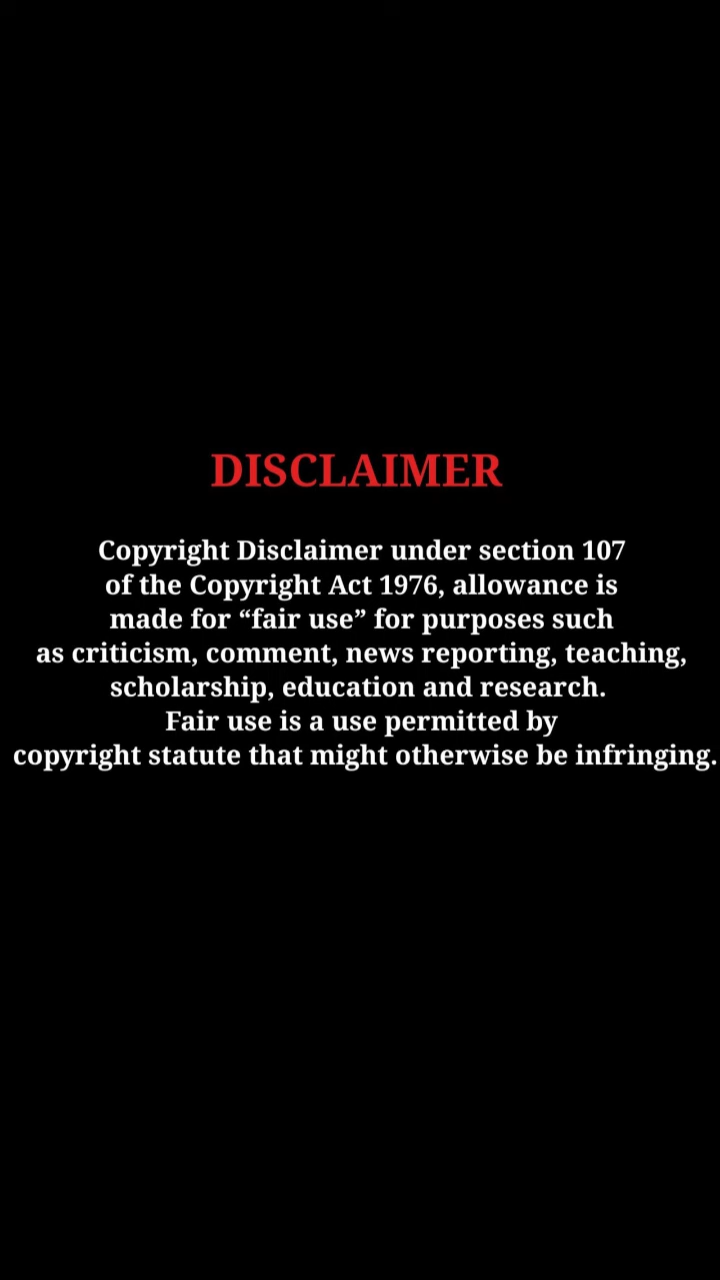 DISCLAIMER
Copyright Disclaimer under section 107
of the Copyright Act 1976, allowance is
made for “fair use” for purposes such
as criticism, comment, news reporting, teaching,
scholarship, education and research.
Fair use is a use permitted by
copyright statute that might otherwise be infringing.